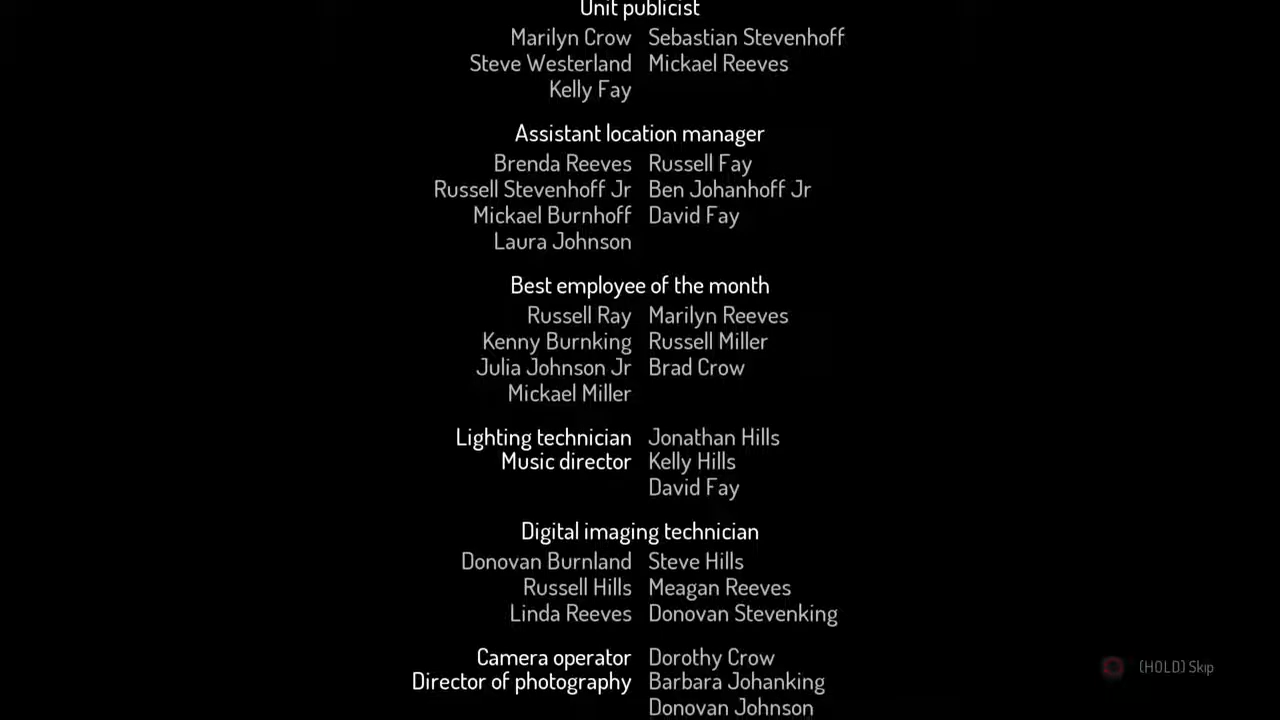 Unit publicist
Marilyn Crow Sebastian Stevenhoff
Steve Westerland Mickael Reeves
Kelly Fay
Assistant location manager
Brenda Reeves Russell Fay
Russell Stevenhoff Jr Ben Johanhoff Jr
Mickael Burnhoff David Fay
Laura Johnson
Best employee of the month
Russell Ray Marilyn Reeves
Kenny Burnking Russell Miller
Julia Johnson Jr Brad Crow
Mickael Miller
Lighting technician Jonathan Hills
Music director Kelly Hills
David Fay
Digital imaging technician
Donovan Burnland Steve Hills
Russell Hills Meagan Reeves
Linda Reeves Donovan Stevenking
Camera operator Dorothy Crow
Director of photography Barbara Johanking
Donovan Johnson
(HOLD) Skip